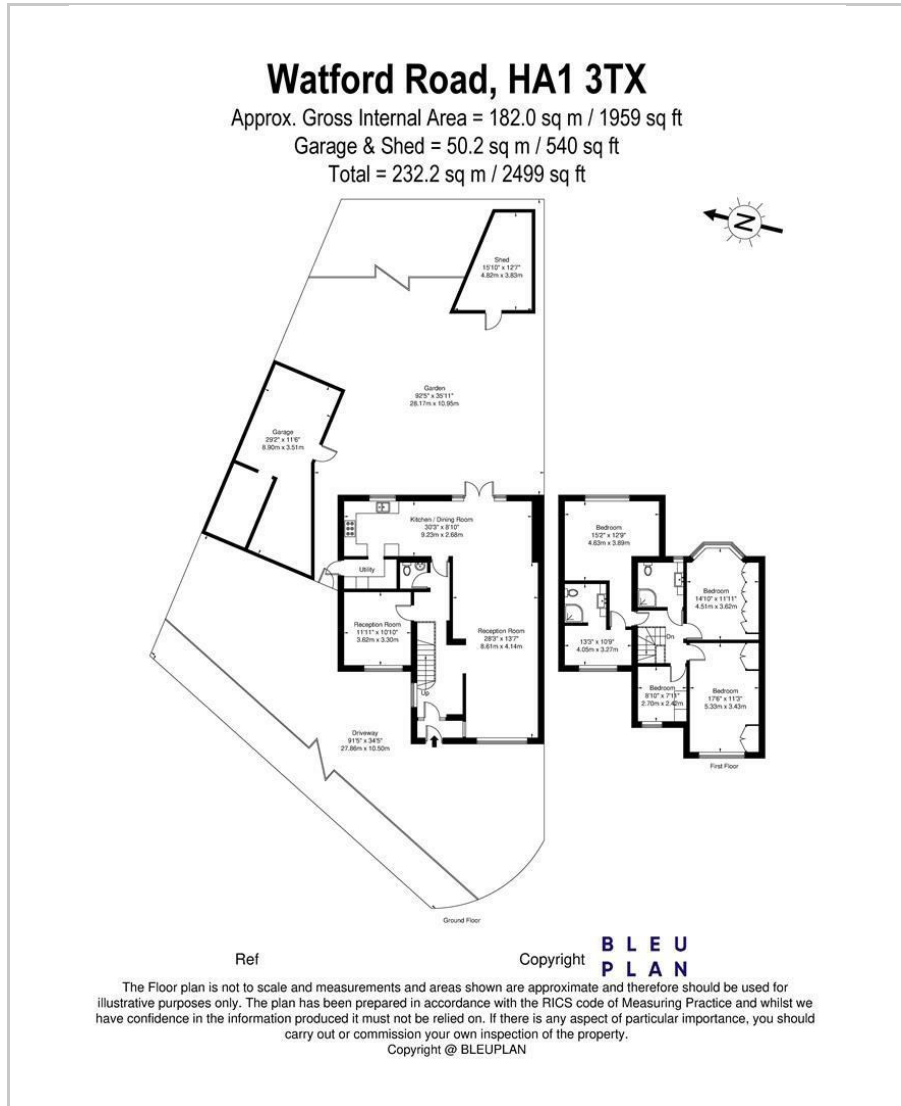 Watford Road, HA1 3TX
Approx. Gross Internal Area = 182.0 sq m / 1959 sq ft
Garage & Shed = 50.2 sq m / 540 sq ft
Total = 232.2 sq m / 2499 sq ft
N
Shed
15'10" x 12'7"
4.82m x 3.83m
Garden
92'5" x 35'11"
28.17m x 10.95m
Garage
29'2" x 11'6"
8.90m x 3.51m
Kitchen / Dining Room
30'3" x 8'10"
9.23m x 2.68m
Utility
Reception Room
11'11" x 10'10"
3.62m x 3.30m
Reception Room
28'3" x 13'7"
8.61m x 4.14m
Up
Driveway
91'5" x 34'5"
27.86m x 10.50m
Ground Floor
Bedroom
15'2" x 12'9"
4.63m x 3.89m
Bedroom
14'10" x 11'11"
4.51m x 3.62m
13'3" x 10'9"
4.05m x 3.27m
Dn
Bedroom
8'10" x 7'11"
2.70m x 2.42m
Bedroom
17'6" x 11'3"
5.33m x 3.43m
First Floor
Ref
Copyright
BLEU
PLAN
The Floor plan is not to scale and measurements and areas shown are approximate and therefore should be used for
illustrative purposes only. The plan has been prepared in accordance with the RICS code of Measuring Practice and whilst we
have confidence in the information produced it must not be relied on. If there is any aspect of particular importance, you should
carry out or commission your own inspection of the property.
Copyright @ BLEUPLAN